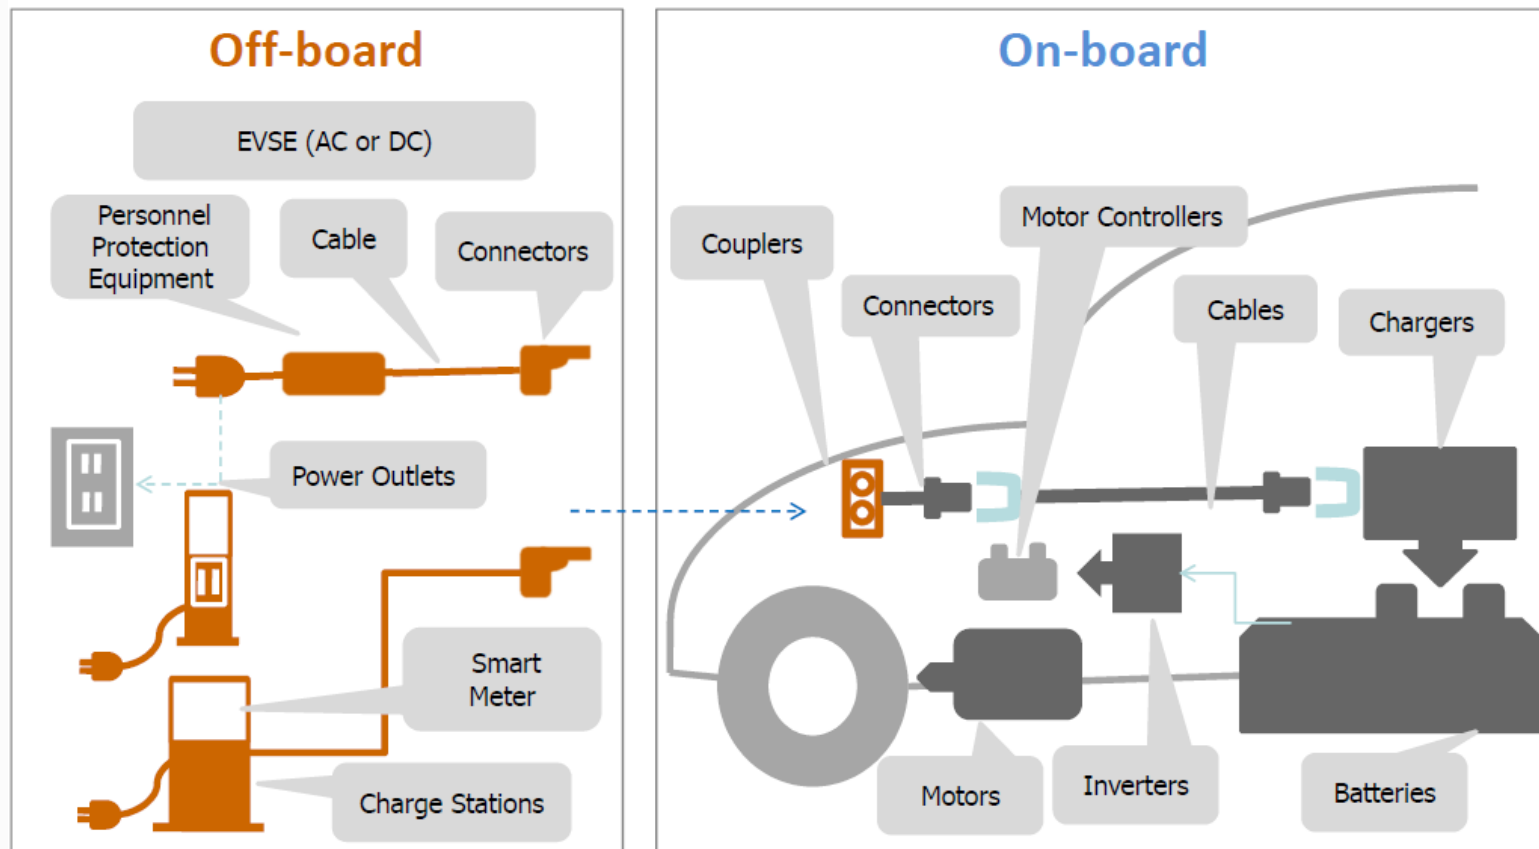 Off-board
EVSE (AC or DC)
Personnel
Protection
Equipment
Cable
Connectors
Power Outlets
Smart
Meter
Charge Stations
On-board
Couplers
Connectors
Motor Controllers
Cables
Chargers
Motors
Inverters
Batteries